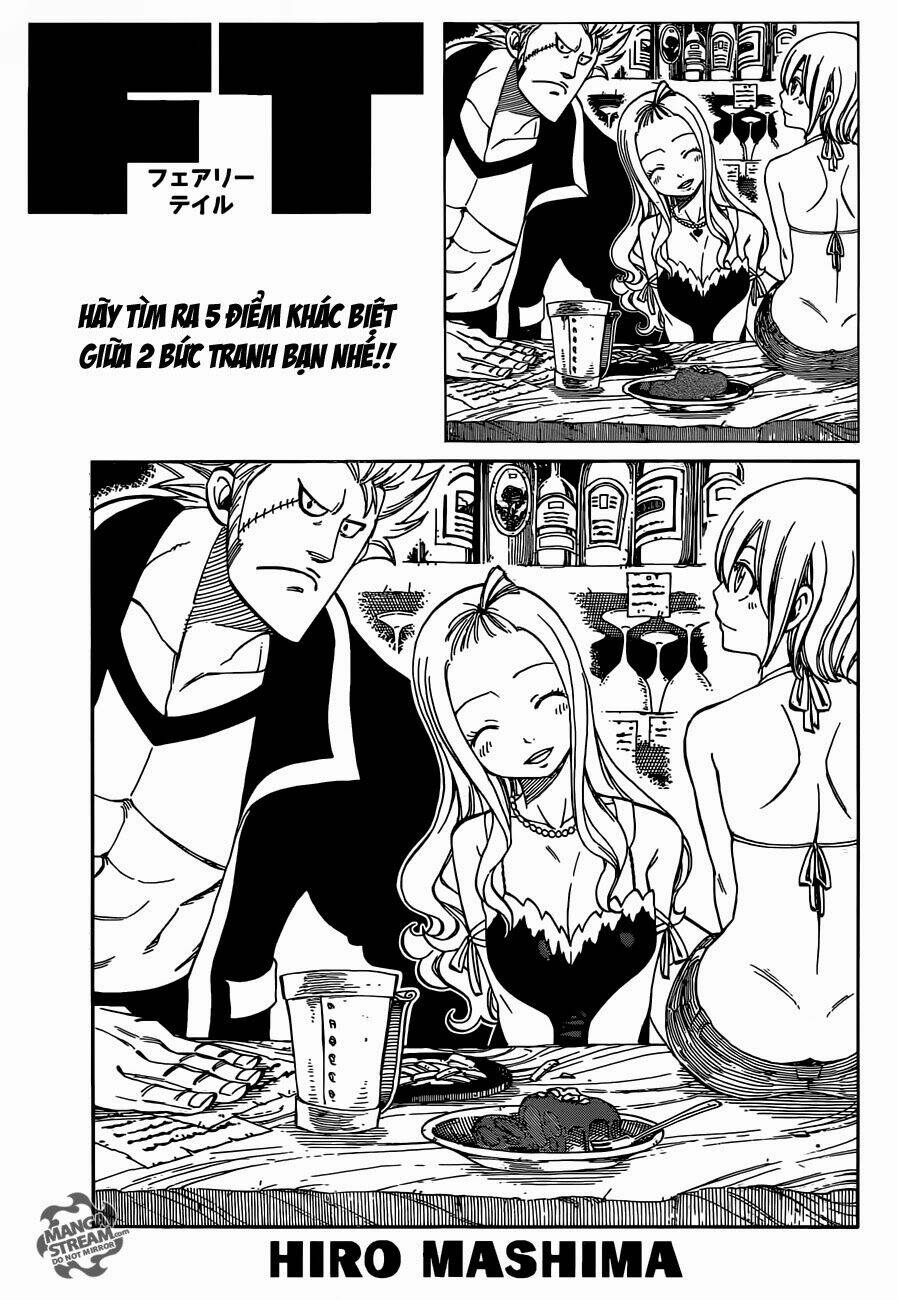 FT
フェアリー
テイル
HÃY TÌM RA 5 ĐIỂM KHÁC BIỆT
GIỮA 2 BỨC TRANH BẠN NHÉ!!
MANGA
STREAM.com
DO NOT MIRROR!
HIRO MASHIMA